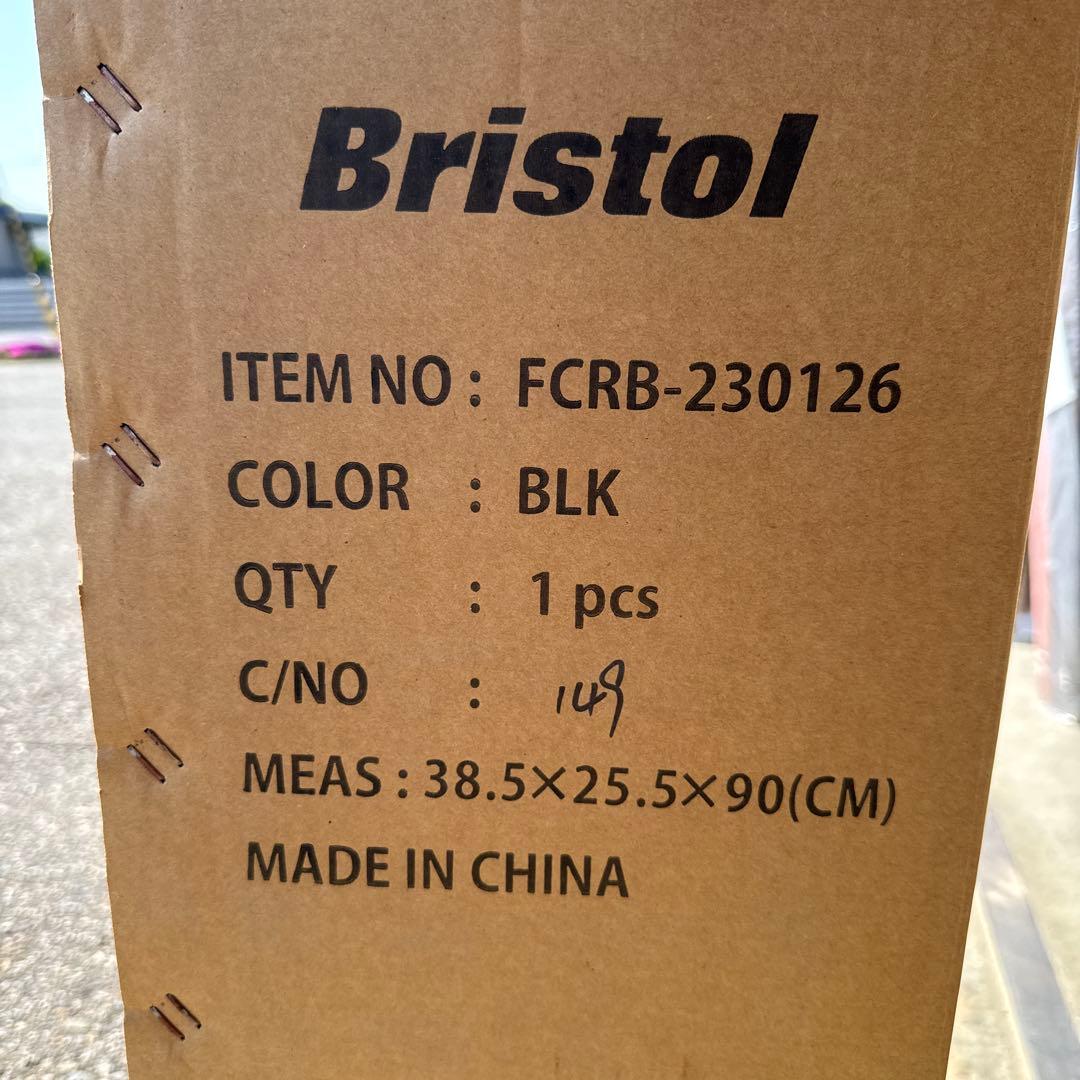 Bristol
ITEM NO : FCRB-230126
COLOR : BLK
QTY : 1 pcs
C/NO : 149
MEAS : 38.5×25.5×90(CM)
MADE IN CHINA